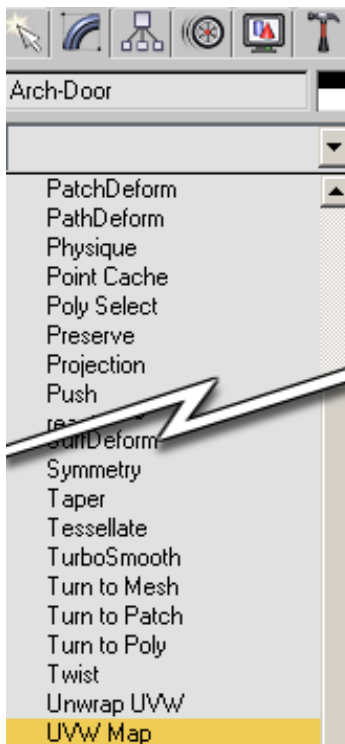 Arch-Door
PatchDeform
PathDeform
Physique
Point Cache
Poly Select
Preserve
Projection
Push
SurfDeform
Symmetry
Taper
Tessellate
TurboSmooth
Turn to Mesh
Turn to Patch
Turn to Poly
Twist
Unwrap UVW
UVW Map